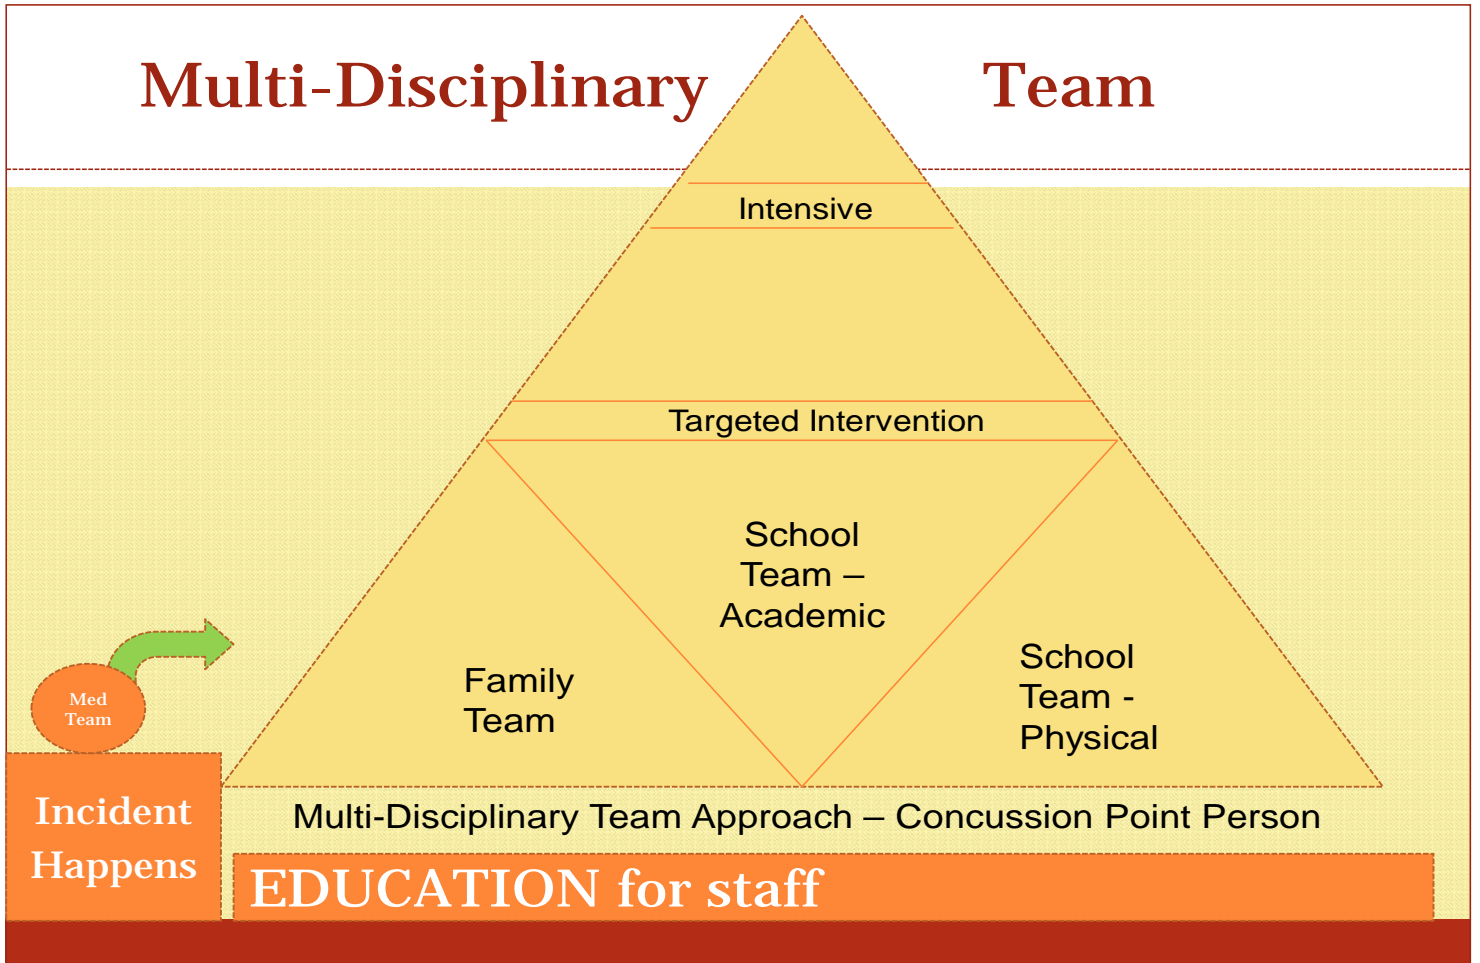 Multi-Disciplinary Team
Intensive
Targeted Intervention
School
Team –
Academic
Family
Team
School
Team -
Physical
Med
Team
Incident
Happens
Multi-Disciplinary Team Approach – Concussion Point Person
EDUCATION for staff